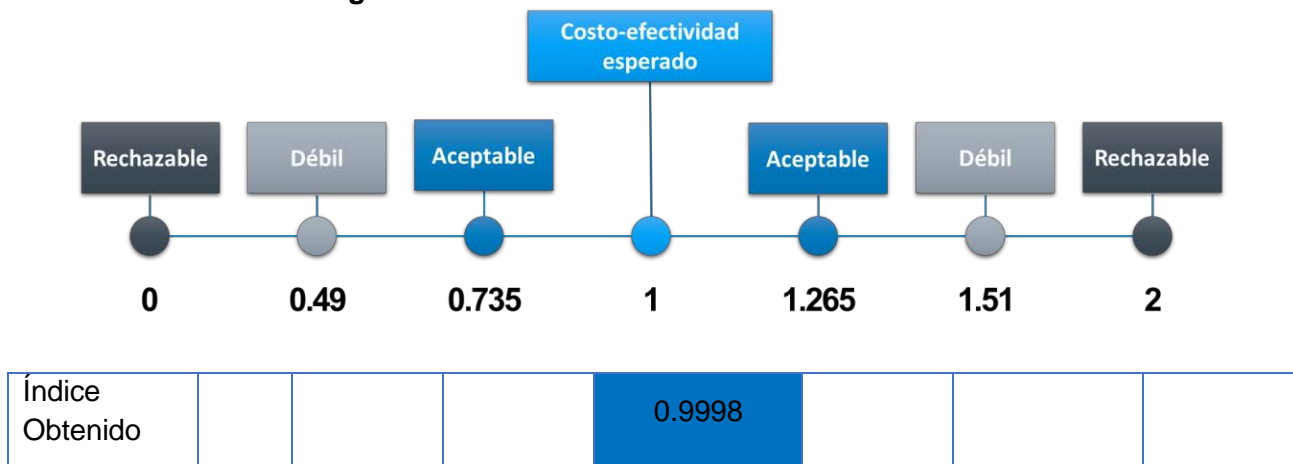 Costo-efectividad
esperado
Rechazable
Débil
Aceptable
Aceptable
Débil
Rechazable
0
0.49
0.735
1
1.265
1.51
2
Índice
Obtenido
0.9998